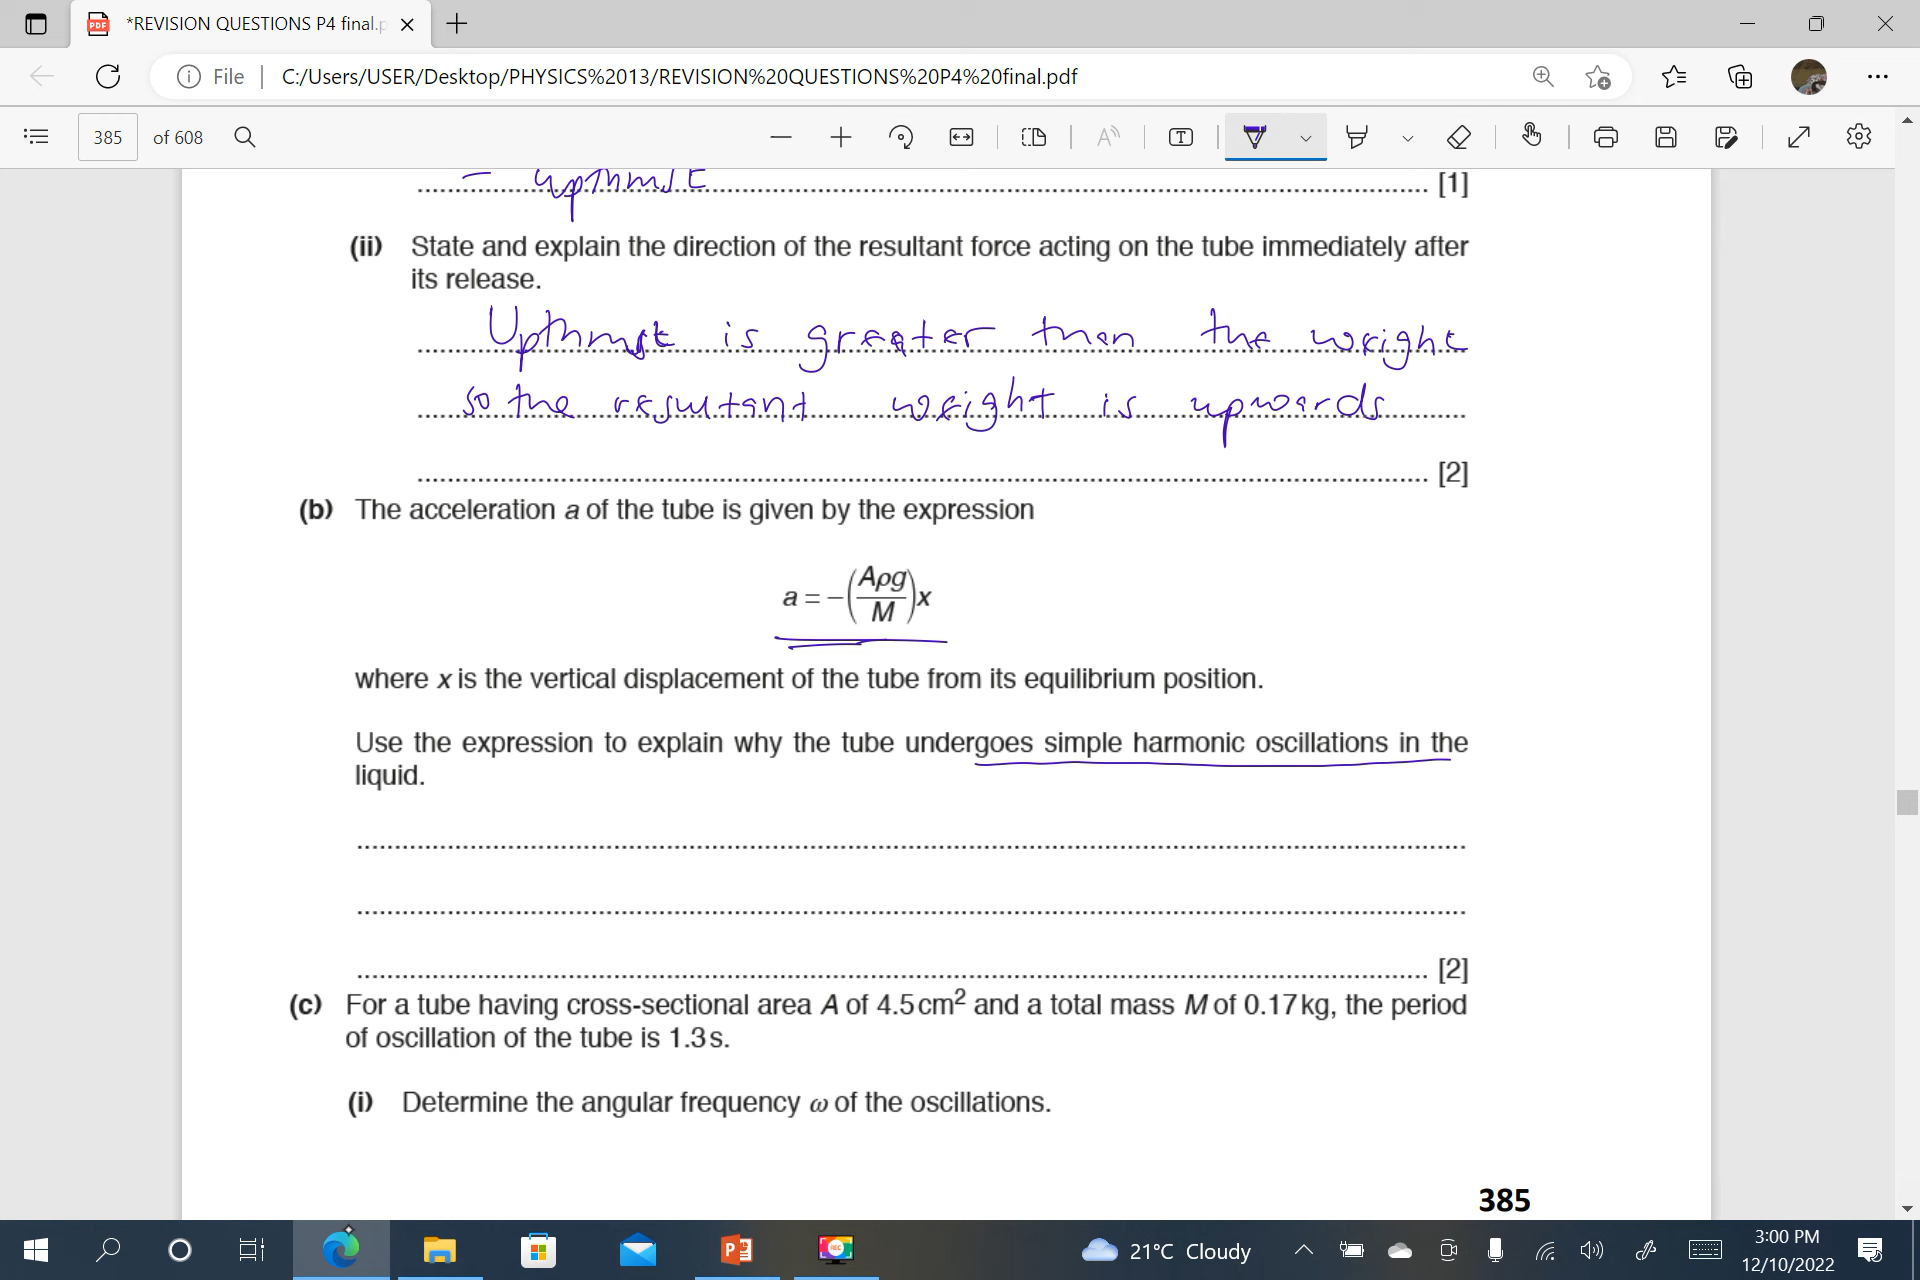 *REVISION QUESTIONS P4 final.p
File C:/Users/USER/Desktop/PHYSICS%2013/REVISION%20QUESTIONS%20P4%20final.pdf
385 of 608
- upthrust [1]
(ii) State and explain the direction of the resultant force acting on the tube immediately after
its release.
Upthrust is greater than the weight
so the resultant weight is upwards
[2]
(b) The acceleration a of the tube is given by the expression
a = −(Aρg/M)x
where x is the vertical displacement of the tube from its equilibrium position.
Use the expression to explain why the tube undergoes simple harmonic oscillations in the
liquid.
[2]
(c) For a tube having cross-sectional area A of 4.5 cm² and a total mass M of 0.17 kg, the period
of oscillation of the tube is 1.3 s.
(i) Determine the angular frequency ω of the oscillations.
385
21°C Cloudy
3:00 PM
12/10/2022